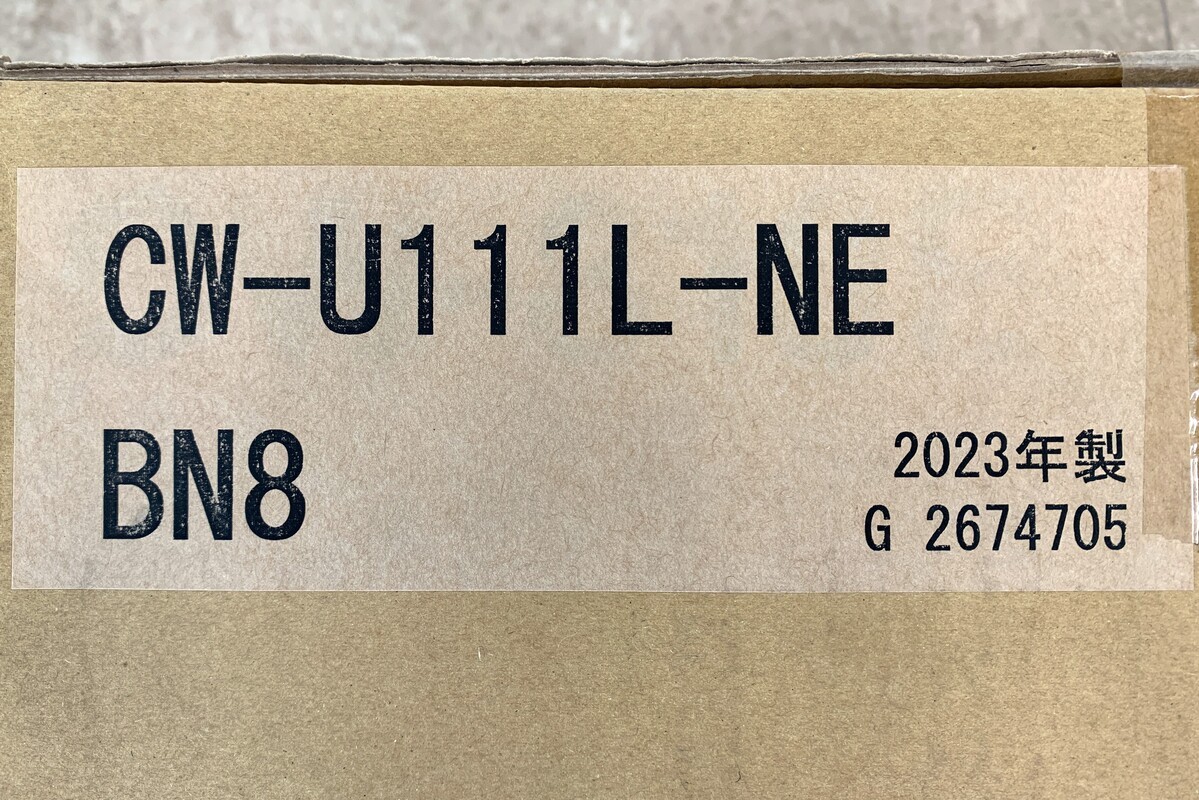 CW-U111L-NE
BN8
2023年製
G 2674705